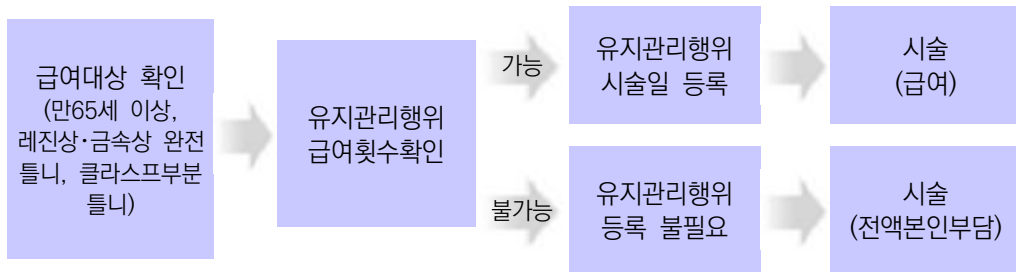 급여대상 확인
(만65세 이상,
레진상·금속상 완전
틀니, 클라스프부분
틀니)
유지관리행위
급여횟수확인
가능
유지관리행위
시술일 등록
시술
(급여)
불가능
유지관리행위
등록 불필요
시술
(전액본인부담)